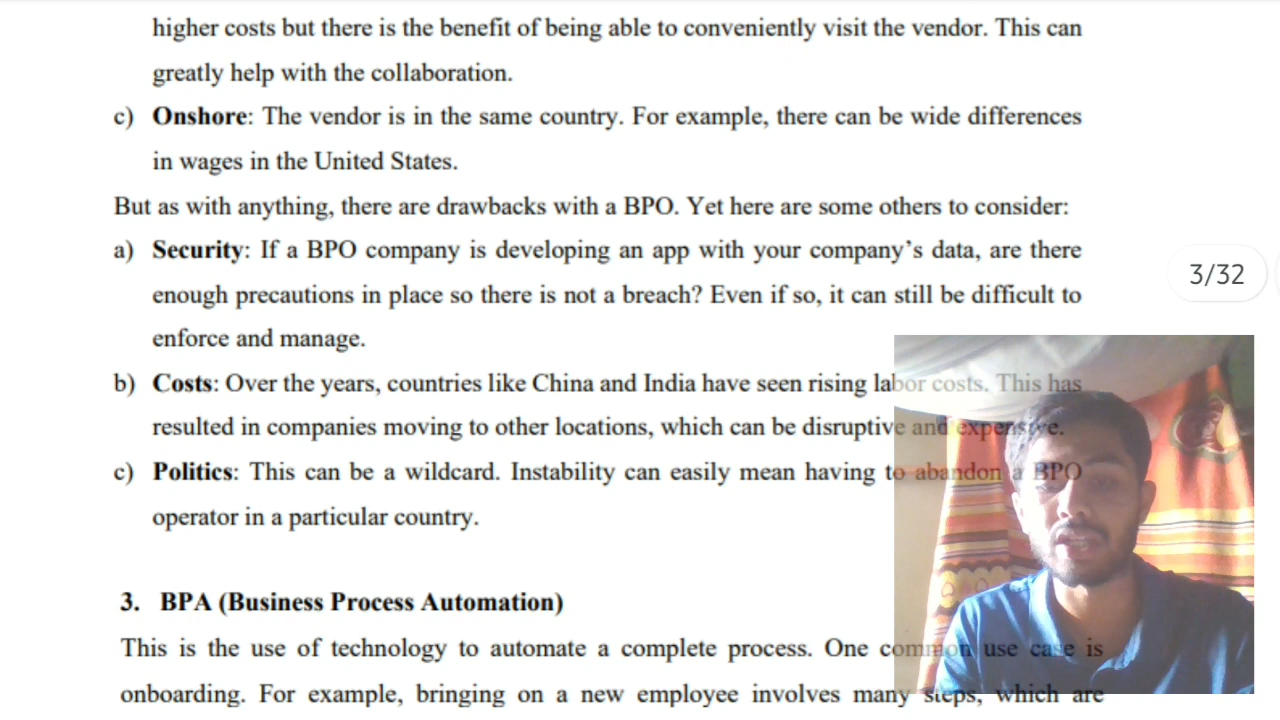 higher costs but there is the benefit of being able to conveniently visit the vendor. This can
greatly help with the collaboration.
c) Onshore: The vendor is in the same country. For example, there can be wide differences
in wages in the United States.
But as with anything, there are drawbacks with a BPO. Yet here are some others to consider:
a) Security: If a BPO company is developing an app with your company’s data, are there
enough precautions in place so there is not a breach? Even if so, it can still be difficult to
enforce and manage.
3/32
b) Costs: Over the years, countries like China and India have seen rising labor costs. This has
resulted in companies moving to other locations, which can be disruptive and expensive.
c) Politics: This can be a wildcard. Instability can easily mean having to abandon a BPO
operator in a particular country.
3. BPA (Business Process Automation)
This is the use of technology to automate a complete process. One common use case is
onboarding. For example, bringing on a new employee involves many steps, which are